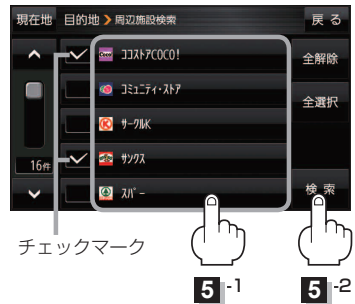 現在地 目的地 周辺施設検索 戻る
ｺｺｽﾄｱCOCO! 全解除
ｺﾐｭﾆﾃｨ･ｽﾄｱ 全選択
ｻｰｸﾙK
16件 ｻﾝｸｽ
ｽﾊﾟｰ 検索
チェックマーク
5-1 5-2